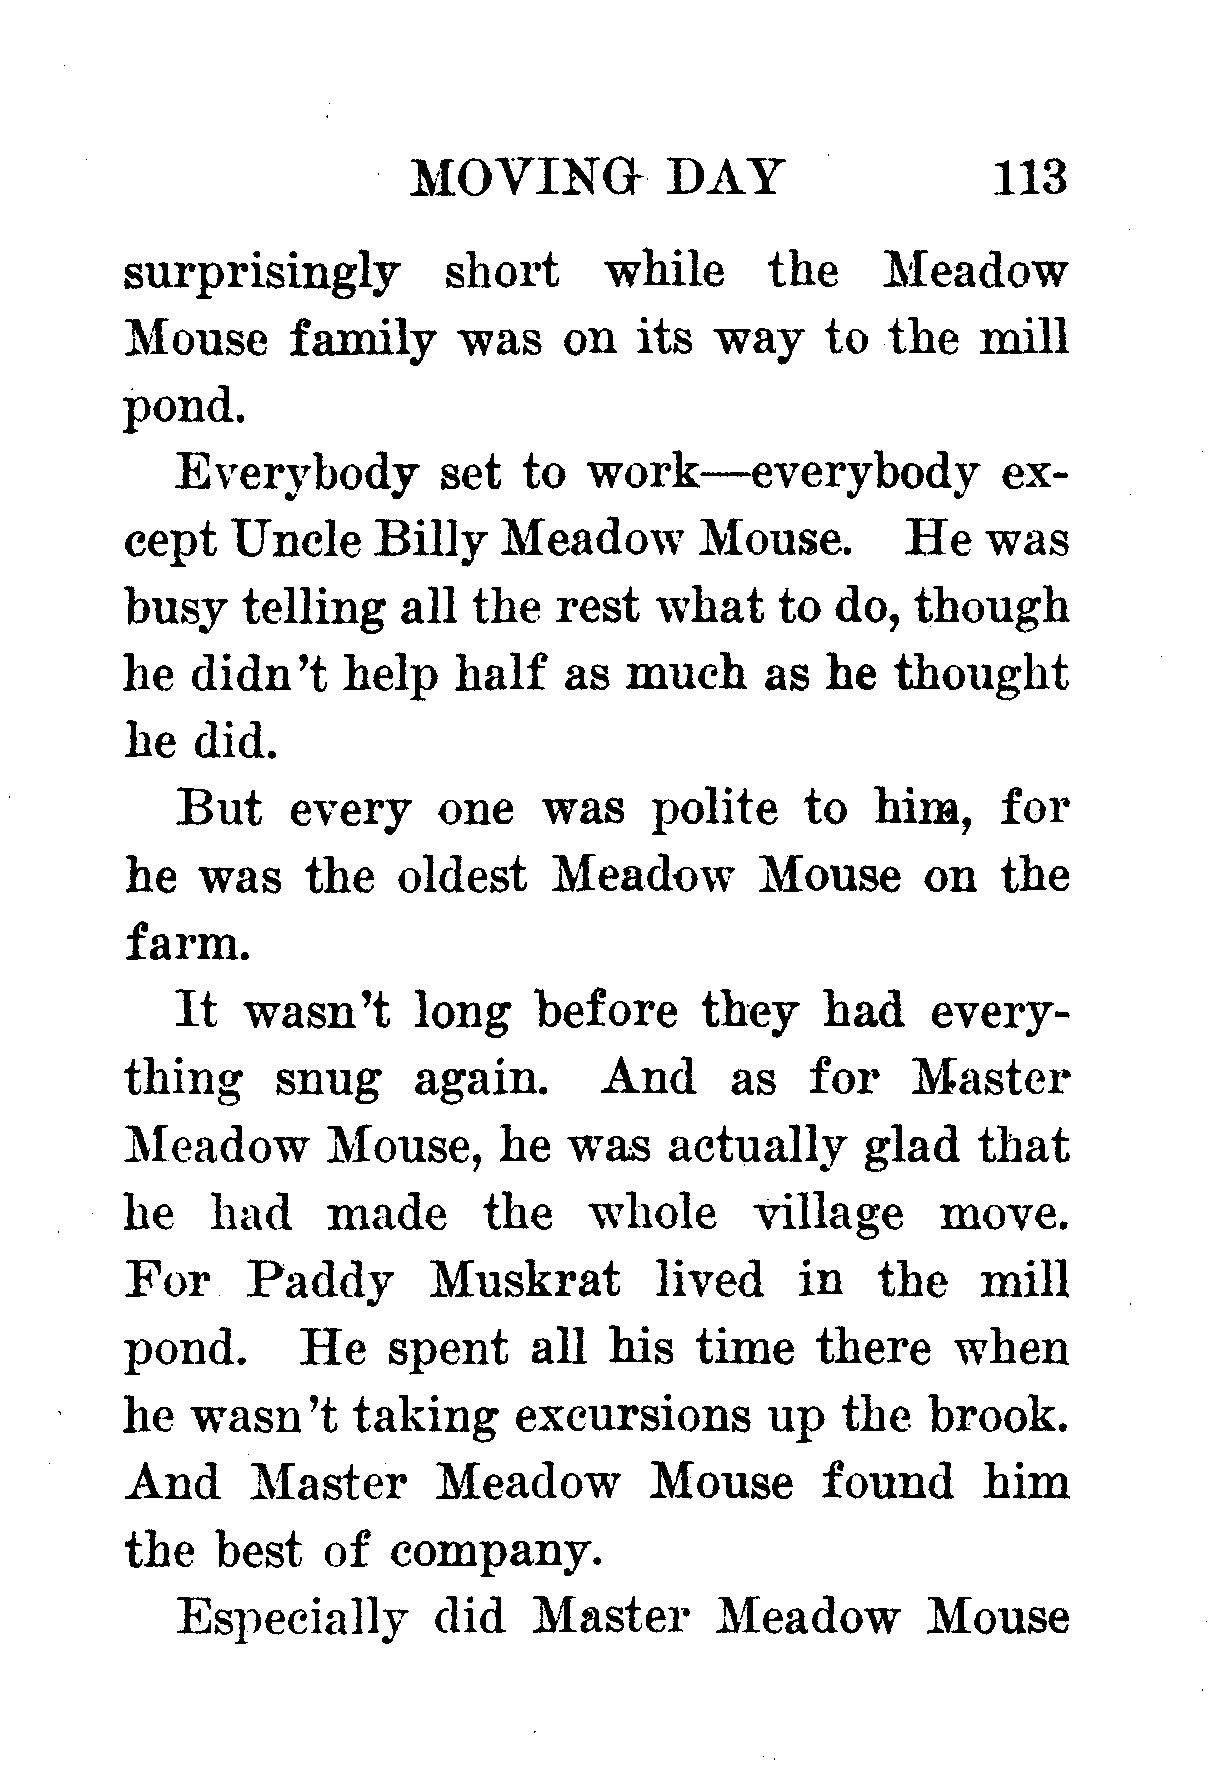 MOVING DAY 113
surprisingly short while the Meadow
Mouse family was on its way to the mill
pond.
Everybody set to work—everybody ex-
cept Uncle Billy Meadow Mouse. He was
busy telling all the rest what to do, though
he didn't help half as much as he thought
he did.
But every one was polite to him, for
he was the oldest Meadow Mouse on the
farm.
It wasn't long before they had every-
thing snug again. And as for Master
Meadow Mouse, he was actually glad that
he had made the whole village move.
For Paddy Muskrat lived in the mill
pond. He spent all his time there when
he wasn't taking excursions up the brook.
And Master Meadow Mouse found him
the best of company.
Especially did Master Meadow Mouse